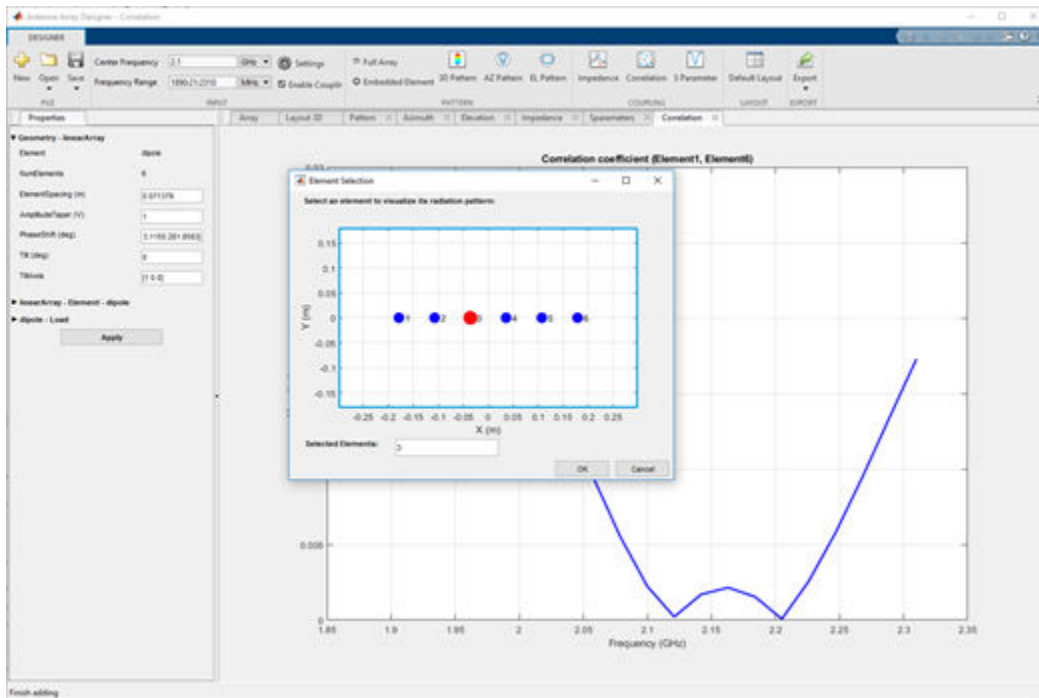 Antenna Array Designer - Correlation
DESIGNER
New Open Save
Center Frequency 2.1 GHz
Frequency Range 1890:21:2310 MHz
Settings
Enable Couplin
Full Array
Embedded Element
3D Pattern AZ Pattern EL Pattern
Impedance Correlation S Parameter
Default Layout
Export
FILE INPUT PATTERN COUPLING LAYOUT EXPORT
Properties
Array Layout 3D Pattern Azimuth Elevation Impedance Sparameters Correlation
Geometry - linearArray
Element dipole
NumElements 6
ElementSpacing (m) 0.071379
AmplitudeTaper (V) 1
PhaseShift (deg)
Tilt (deg) 0
TiltAxis [1 0 0]
linearArray - Element - dipole
dipole - Load
Apply
Correlation coefficient (Element1, Element6)
0.03
Element Selection
Select an element to visualize its radiation pattern:
0.15
0.1
0.05
0
-0.05
-0.1
-0.15
Y (m)
1 2 3 4 5 6
-0.25 -0.2 -0.15 -0.1 -0.05 0 0.05 0.1 0.15 0.2 0.25
X (m)
Selected Elements: 3
OK Cancel
0.005
0
1.85 1.9 1.95 2 2.05 2.1 2.15 2.2 2.25 2.3 2.35
Frequency (GHz)
Finish adding